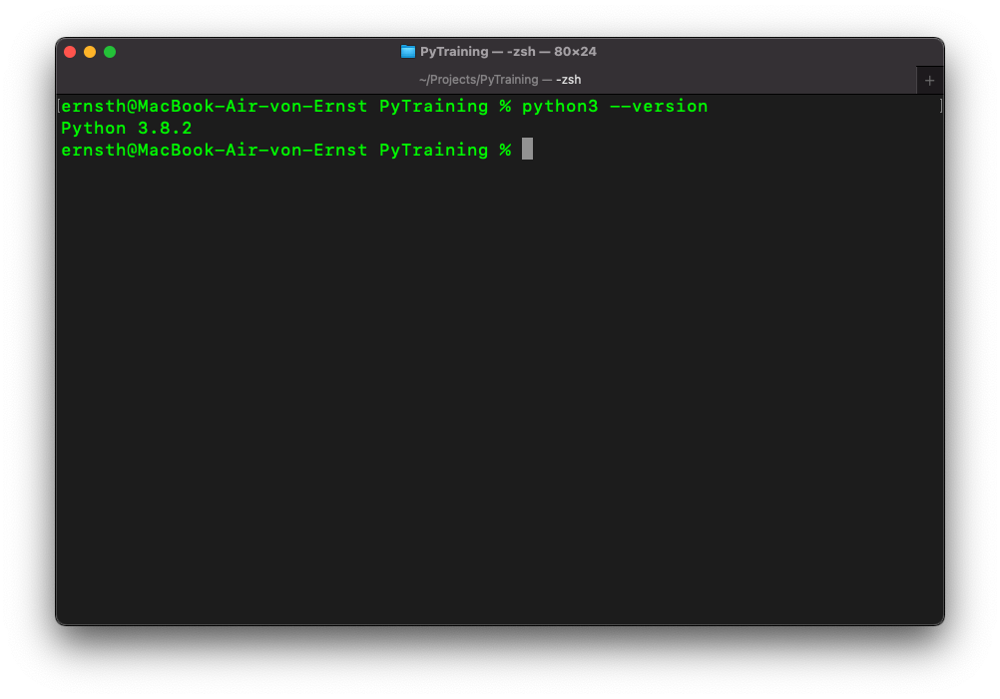 PyTraining — -zsh — 80×24
~/Projects/PyTraining — -zsh
+
[ernsth@MacBook-Air-von-Ernst PyTraining % python3 --version ]
Python 3.8.2
ernsth@MacBook-Air-von-Ernst PyTraining %